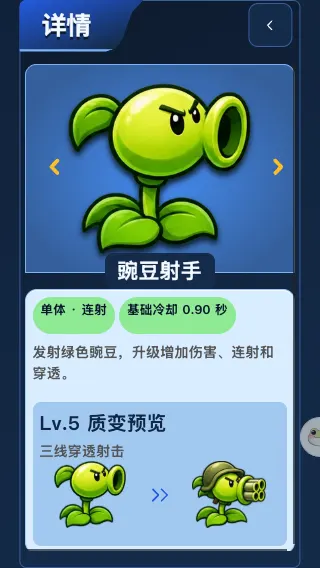 详情
豌豆射手
单体 · 连射
基础冷却 0.90 秒
发射绿色豌豆，升级增加伤害、连射和
穿透。
Lv.5 质变预览
三线穿透射击